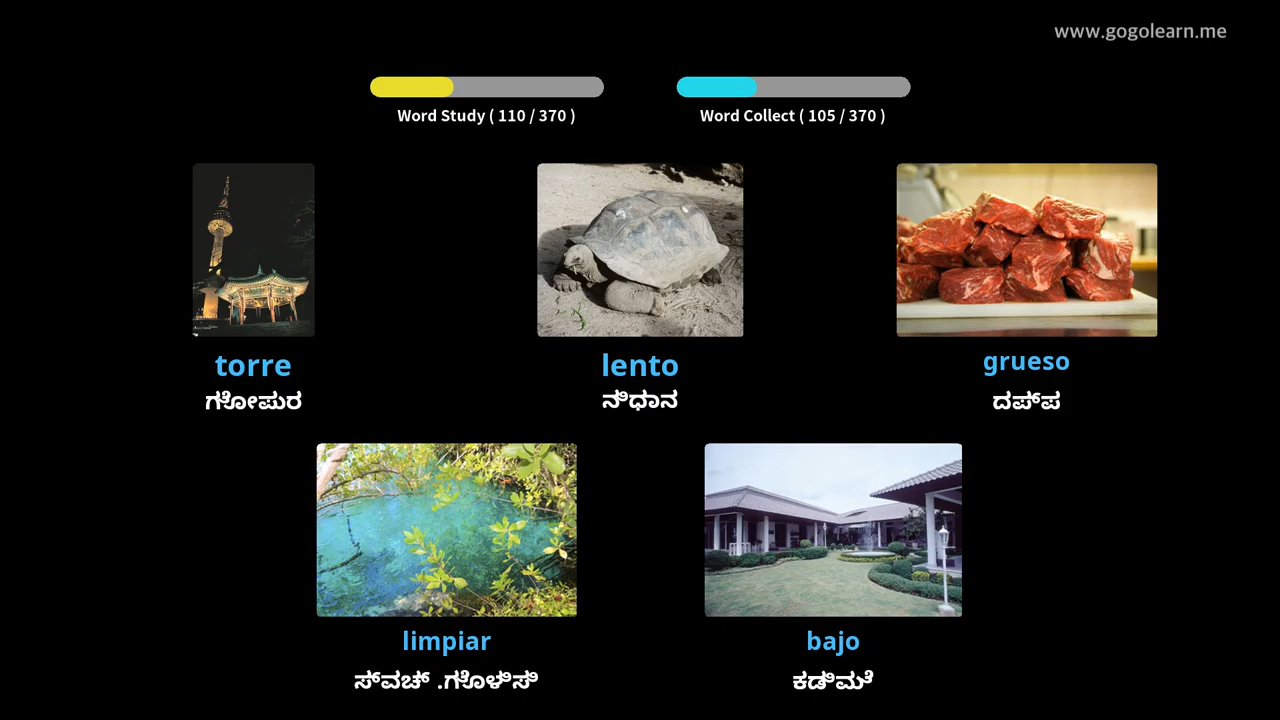 www.gogolearn.me
Word Study ( 110 / 370 )
Word Collect ( 105 / 370 )
torre
lento
grueso
ಗೋಪುರ
ನಿಧಾನ
ದಪ್ಪ
limpiar
bajo
ಸ್ವಚ್ .ಗೊಳಿಸಿ
ಕಡಿಮೆ